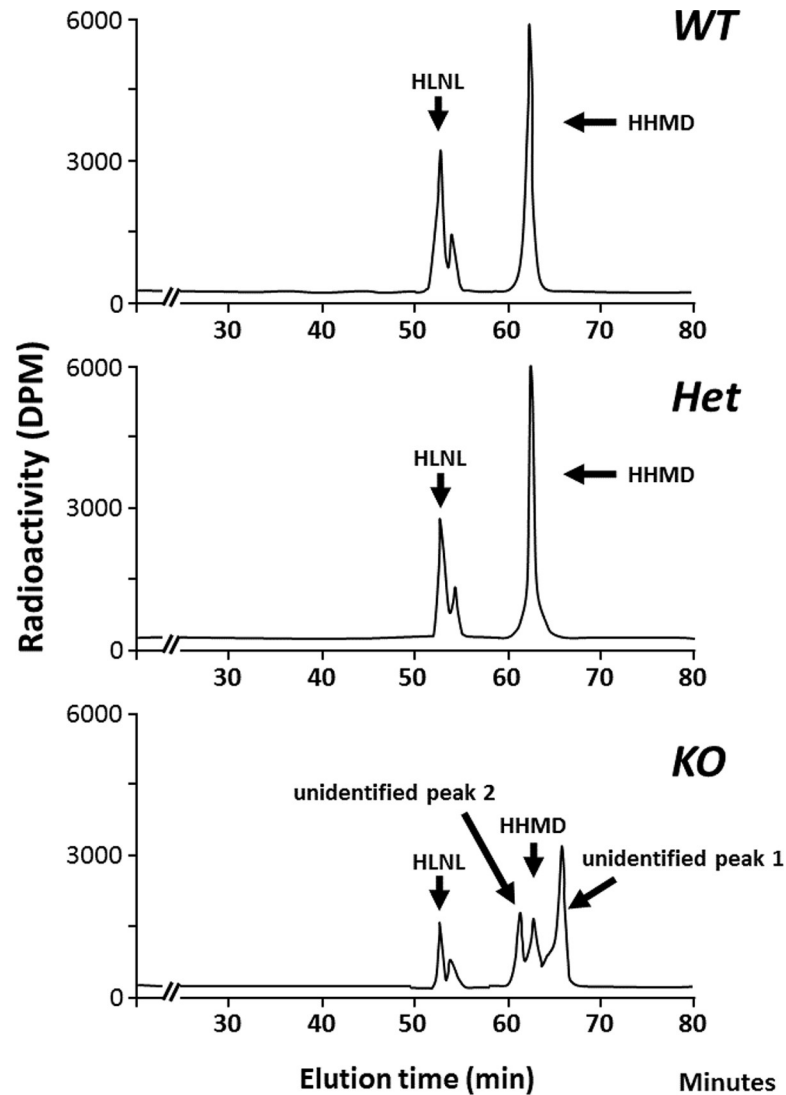 Radioactivity (DPM)
WT
6000
3000
0
HLNL
HHMD
30 40 50 60 70 80
Het
6000
3000
0
HLNL
HHMD
30 40 50 60 70 80
KO
6000
3000
0
unidentified peak 2
HHMD
HLNL
unidentified peak 1
30 40 50 60 70 80
Elution time (min)
Minutes